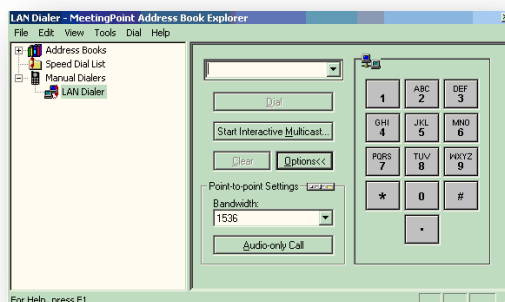 LAN Dialer - MeetingPoint Address Book Explorer
File Edit View Tools Dial Help
Address Books
Speed Dial List
Manual Dialers
LAN Dialer
Dial
Start Interactive Multicast...
Clear Options<<
Point-to-point Settings
Bandwidth:
1536
Audio-only Call
1 ABC 2 DEF 3
GHI 4 JKL 5 MNO 6
PQRS 7 TUV 8 WXYZ 9
* 0 #
.
For Help, press F1